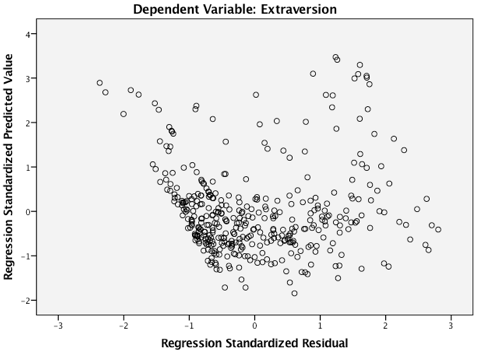 Dependent Variable: Extraversion
Regression Standardized Predicted Value
4
3
2
1
0
-1
-2
-3 -2 -1 0 1 2 3
Regression Standardized Residual